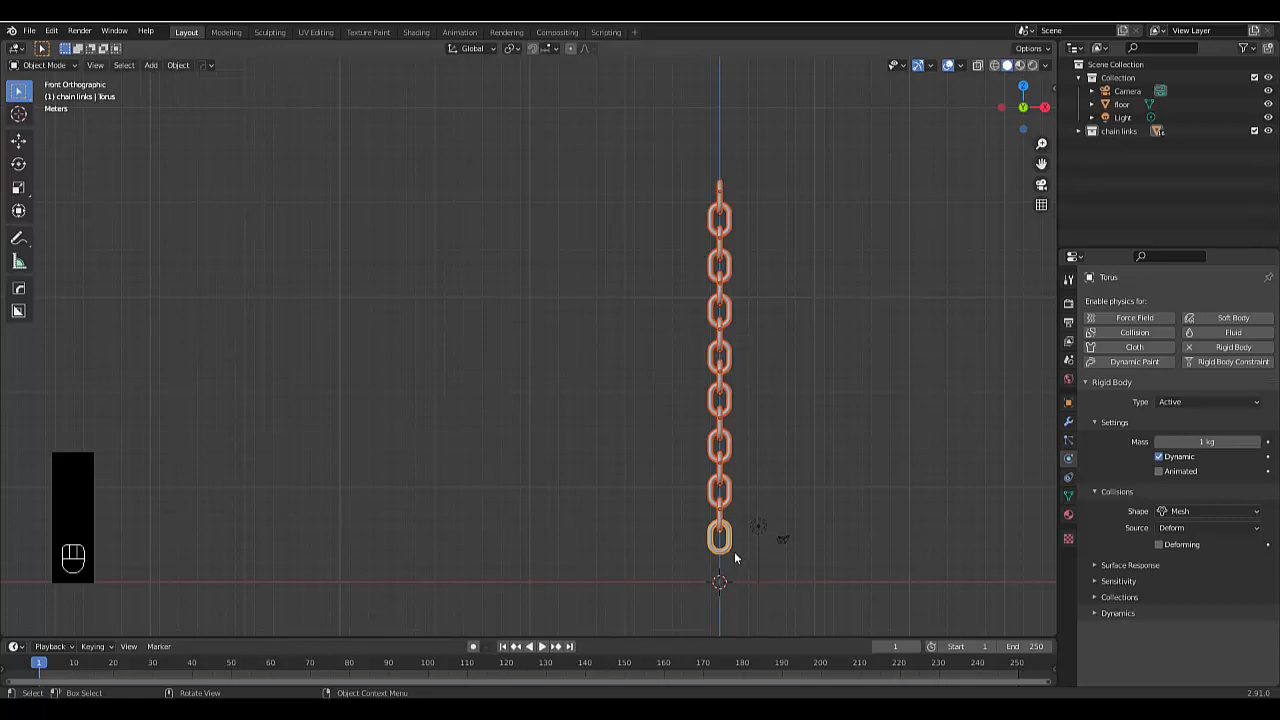 File Edit Render Window Help Layout Modeling Sculpting UV Editing Texture Paint Shading Animation Rendering Compositing Scripting + Scene View Layer
Global Options
Object Mode View Select Add Object
Front Orthographic
(1) chain links | Torus
Meters
Z
Y
X
Scene Collection
Collection
Camera
floor
Light
chain links
Torus
Enable physics for:
Force Field Soft Body
Collision Fluid
Cloth Rigid Body
Dynamic Paint Rigid Body Constraint
Rigid Body
Type Active
Settings
Mass 1 kg
Dynamic
Animated
Collisions
Shape Mesh
Source Deform
Deforming
Surface Response
Sensitivity
Collections
Dynamics
Playback Keying View Marker 1 Start 1 End 250
1 10 20 30 40 50 60 70 80 90 100 110 120 130 140 150 160 170 180 190 200 210 220 230 240 250
Select Box Select Rotate View Object Context Menu 2.91.0